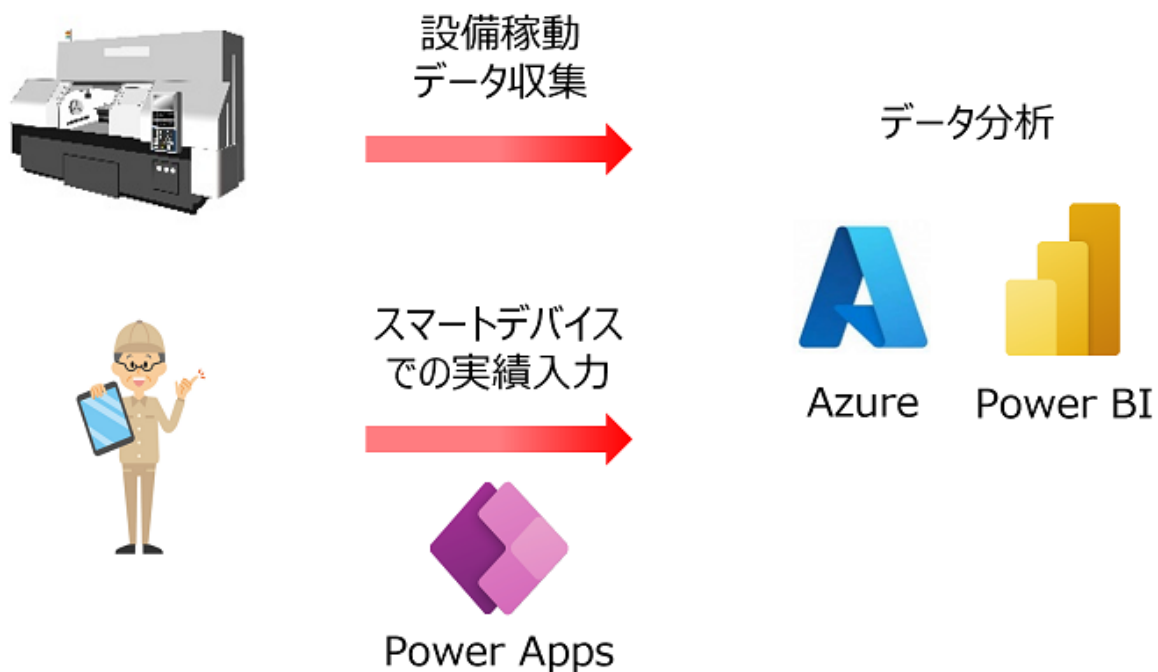 設備稼動
データ収集
データ分析
スマートデバイス
での実績入力
Azure
Power BI
Power Apps